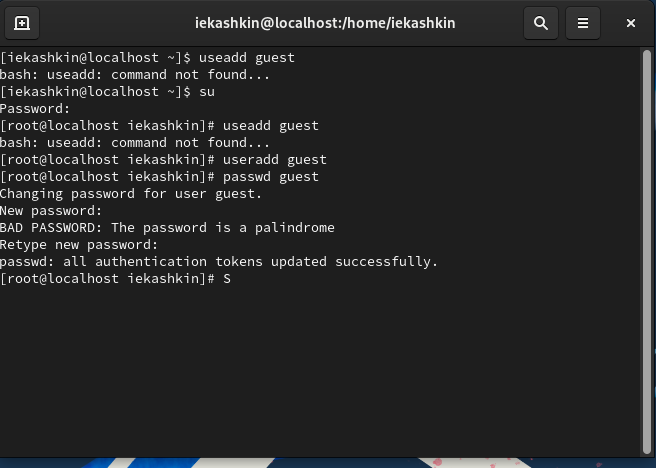 iekashkin@localhost:/home/iekashkin
[iekashkin@localhost ~]$ useadd guest
bash: useadd: command not found...
[iekashkin@localhost ~]$ su
Password:
[root@localhost iekashkin]# useadd guest
bash: useadd: command not found...
[root@localhost iekashkin]# useradd guest
[root@localhost iekashkin]# passwd guest
Changing password for user guest.
New password:
BAD PASSWORD: The password is a palindrome
Retype new password:
passwd: all authentication tokens updated successfully.
[root@localhost iekashkin]# S